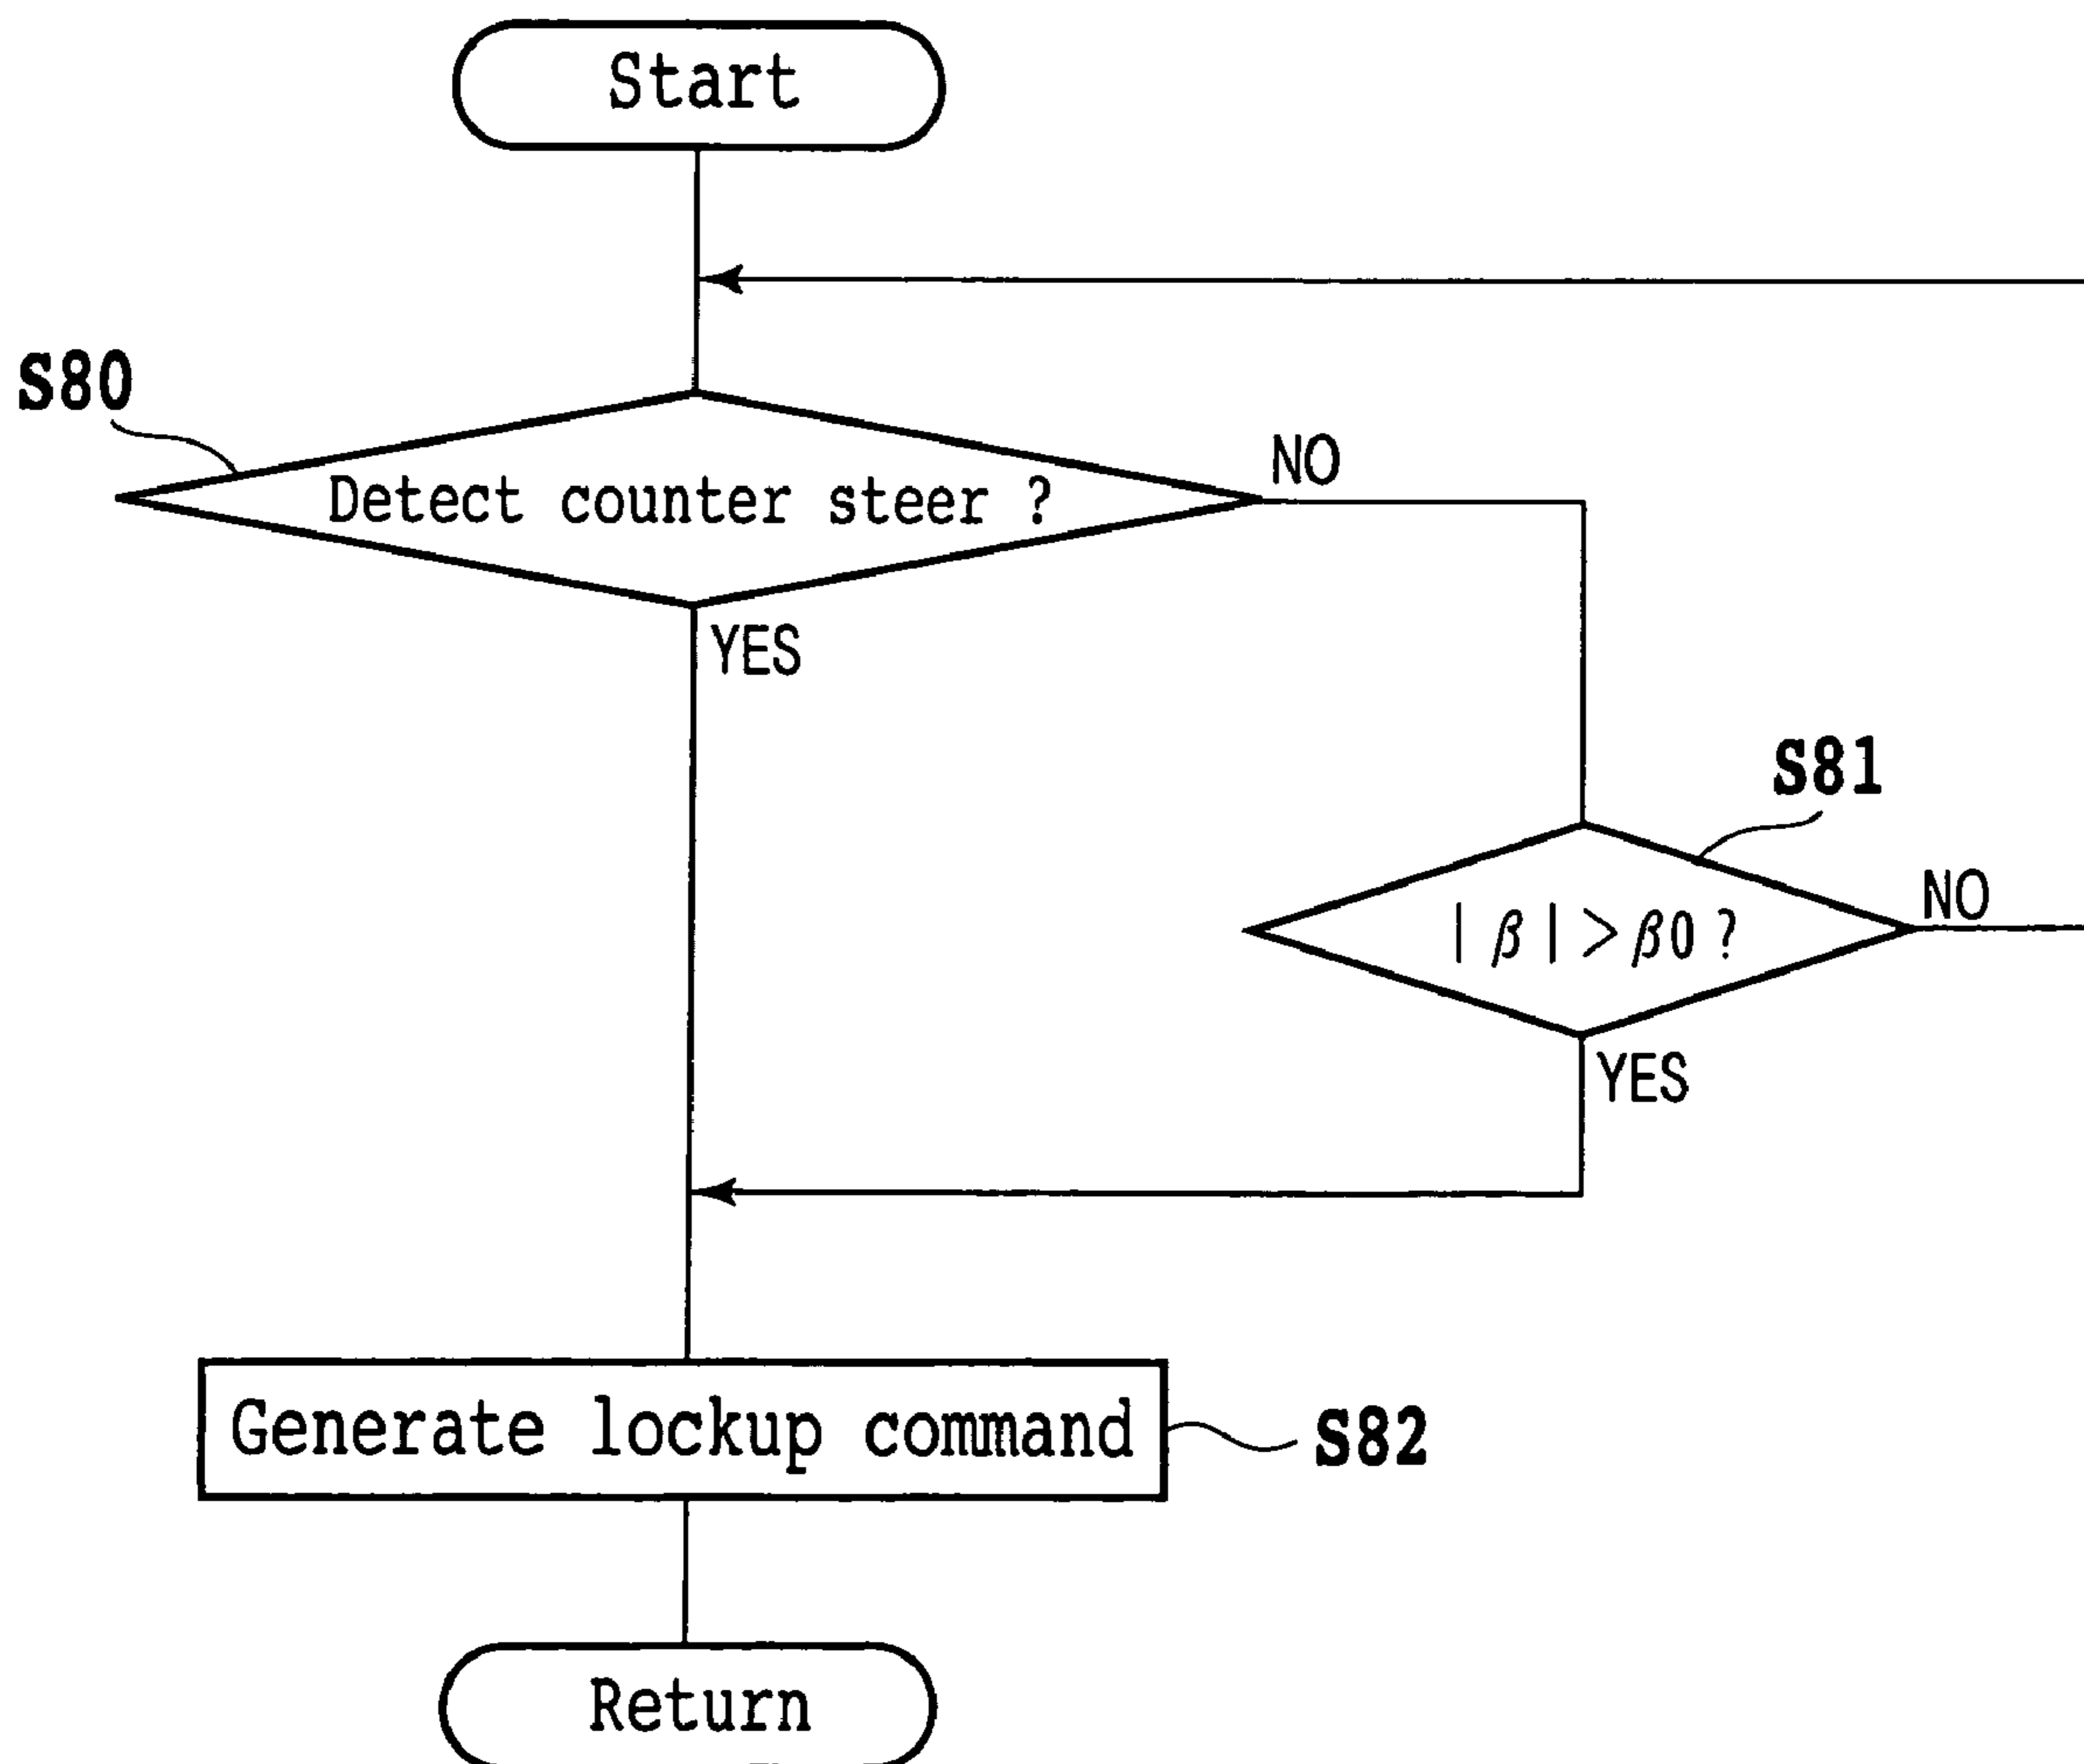 Start
S80
NO
Detect counter steer ?
YES
S81
NO
| β | > β0 ?
YES
Generate lockup command
S82
Return